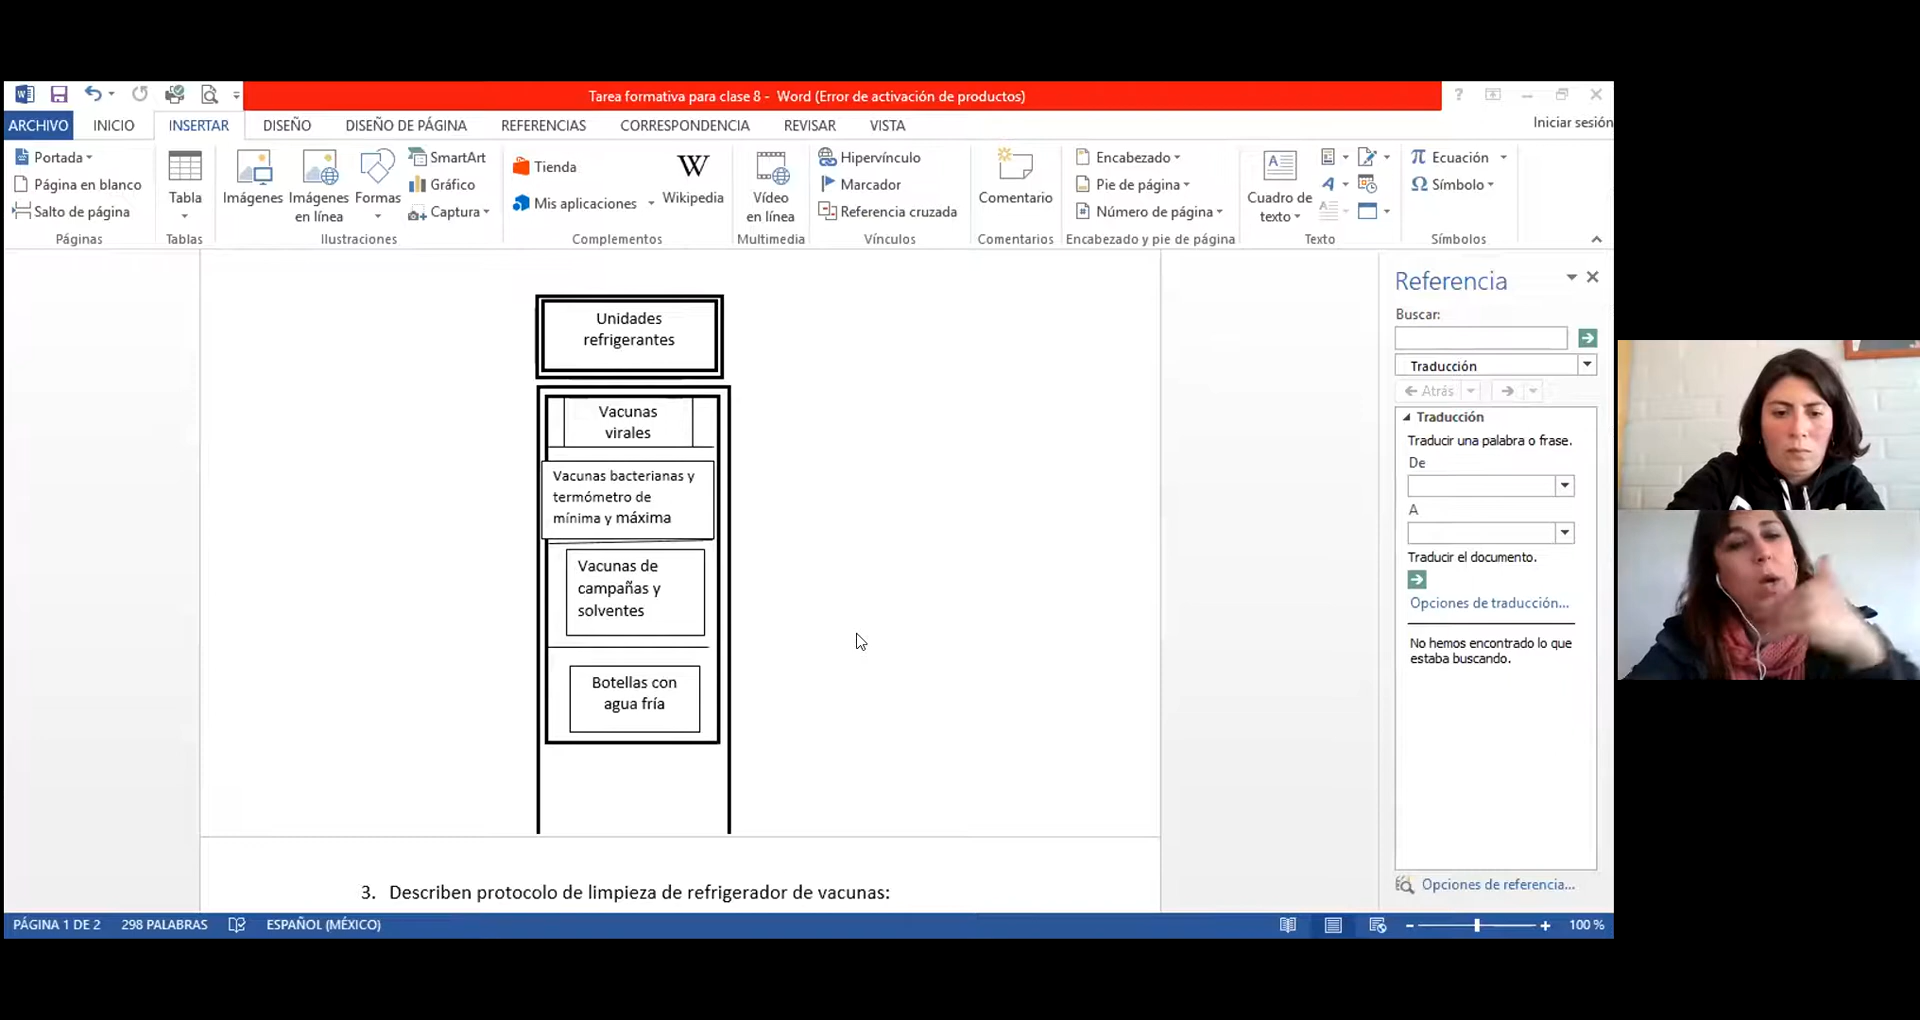 Tarea formativa para clase 8 - Word (Error de activación de productos)
?
ARCHIVO
INICIO
INSERTAR
DISEÑO
DISEÑO DE PÁGINA
REFERENCIAS
CORRESPONDENCIA
REVISAR
VISTA
Iniciar sesión
Portada
Página en blanco
Salto de página
Páginas
Tabla
Tablas
Imágenes
Imágenes
en línea
Formas
SmartArt
Gráfico
Captura
Ilustraciones
Tienda
Mis aplicaciones
W
Wikipedia
Complementos
Vídeo
en línea
Multimedia
Hipervínculo
Marcador
Referencia cruzada
Vínculos
Comentario
Comentarios
Encabezado
Pie de página
Número de página
Encabezado y pie de página
Cuadro de
texto
Texto
π Ecuación
Ω Símbolo
Símbolos
Unidades
refrigerantes
Vacunas
virales
Vacunas bacterianas y
termómetro de
mínima y máxima
Vacunas de
campañas y
solventes
Botellas con
agua fría
3. Describen protocolo de limpieza de refrigerador de vacunas:
Referencia
Buscar:
Traducción
Atrás
Traducción
Traducir una palabra o frase.
De
A
Traducir el documento.
Opciones de traducción...
No hemos encontrado lo que
estaba buscando.
Opciones de referencia...
PÁGINA 1 DE 2
298 PALABRAS
ESPAÑOL (MÉXICO)
100 %